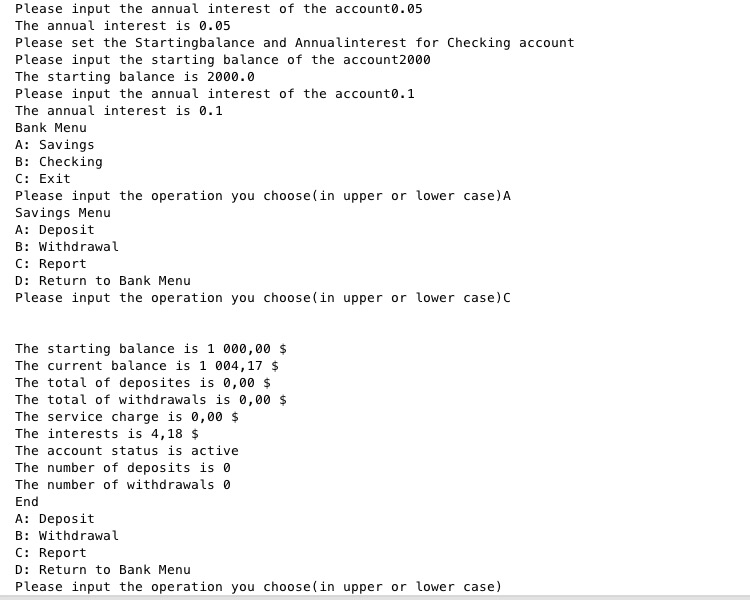 Please input the annual interest of the account0.05
The annual interest is 0.05
Please set the Startingbalance and Annualinterest for Checking account
Please input the starting balance of the account2000
The starting balance is 2000.0
Please input the annual interest of the account0.1
The annual interest is 0.1
Bank Menu
A: Savings
B: Checking
C: Exit
Please input the operation you choose(in upper or lower case)A
Savings Menu
A: Deposit
B: Withdrawal
C: Report
D: Return to Bank Menu
Please input the operation you choose(in upper or lower case)C
The starting balance is 1 000,00 $
The current balance is 1 004,17 $
The total of deposites is 0,00 $
The total of withdrawals is 0,00 $
The service charge is 0,00 $
The interests is 4,18 $
The account status is active
The number of deposits is 0
The number of withdrawals 0
End
A: Deposit
B: Withdrawal
C: Report
D: Return to Bank Menu
Please input the operation you choose(in upper or lower case)